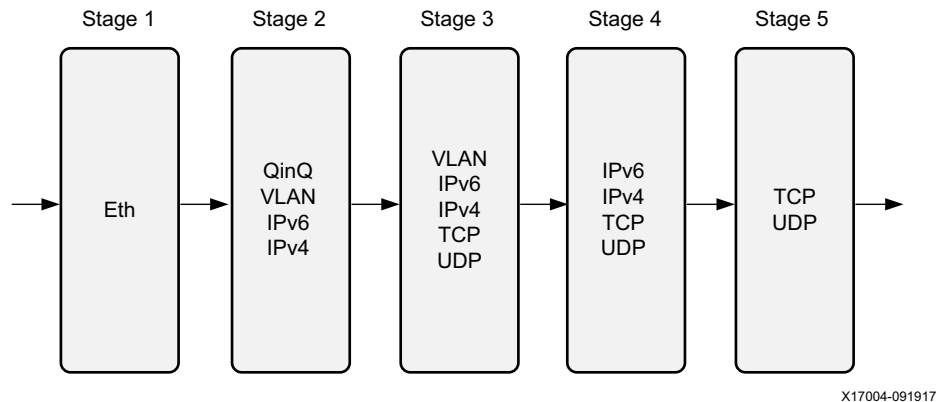 Stage 1
Stage 2
Stage 3
Stage 4
Stage 5
Eth
QinQ
VLAN
IPv6
IPv4
VLAN
IPv6
IPv4
TCP
UDP
IPv6
IPv4
TCP
UDP
TCP
UDP
X17004-091917